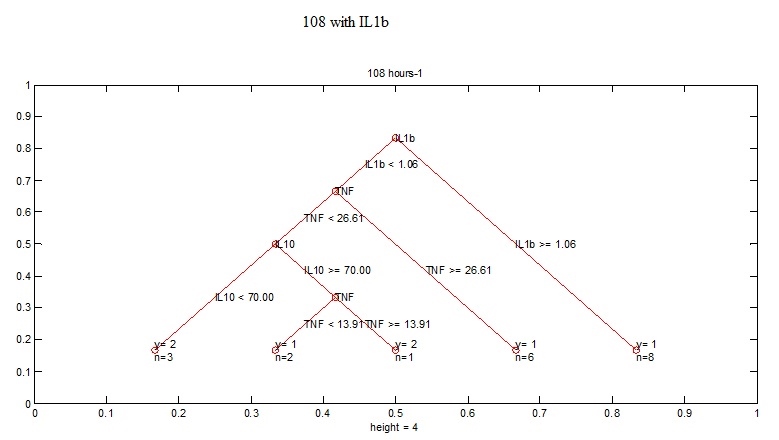 108 with IL1b
108 hours-1
1
0.9
IL1b
0.8
IL1b < 1.06
0.7
TNF
0.6
TNF < 26.61
0.5
IL10
IL1b >= 1.06
0.4
IL10 >= 70.00
TNF >= 26.61
0.3
IL10 < 70.00
TNF
TNF < 13.91
TNF >= 13.91
0.2
y= 2
y= 1
y= 2
y= 1
y= 1
n=3
n=2
n=1
n=6
n=8
0.1
0
0 0.1 0.2 0.3 0.4 0.5 0.6 0.7 0.8 0.9 1
height = 4